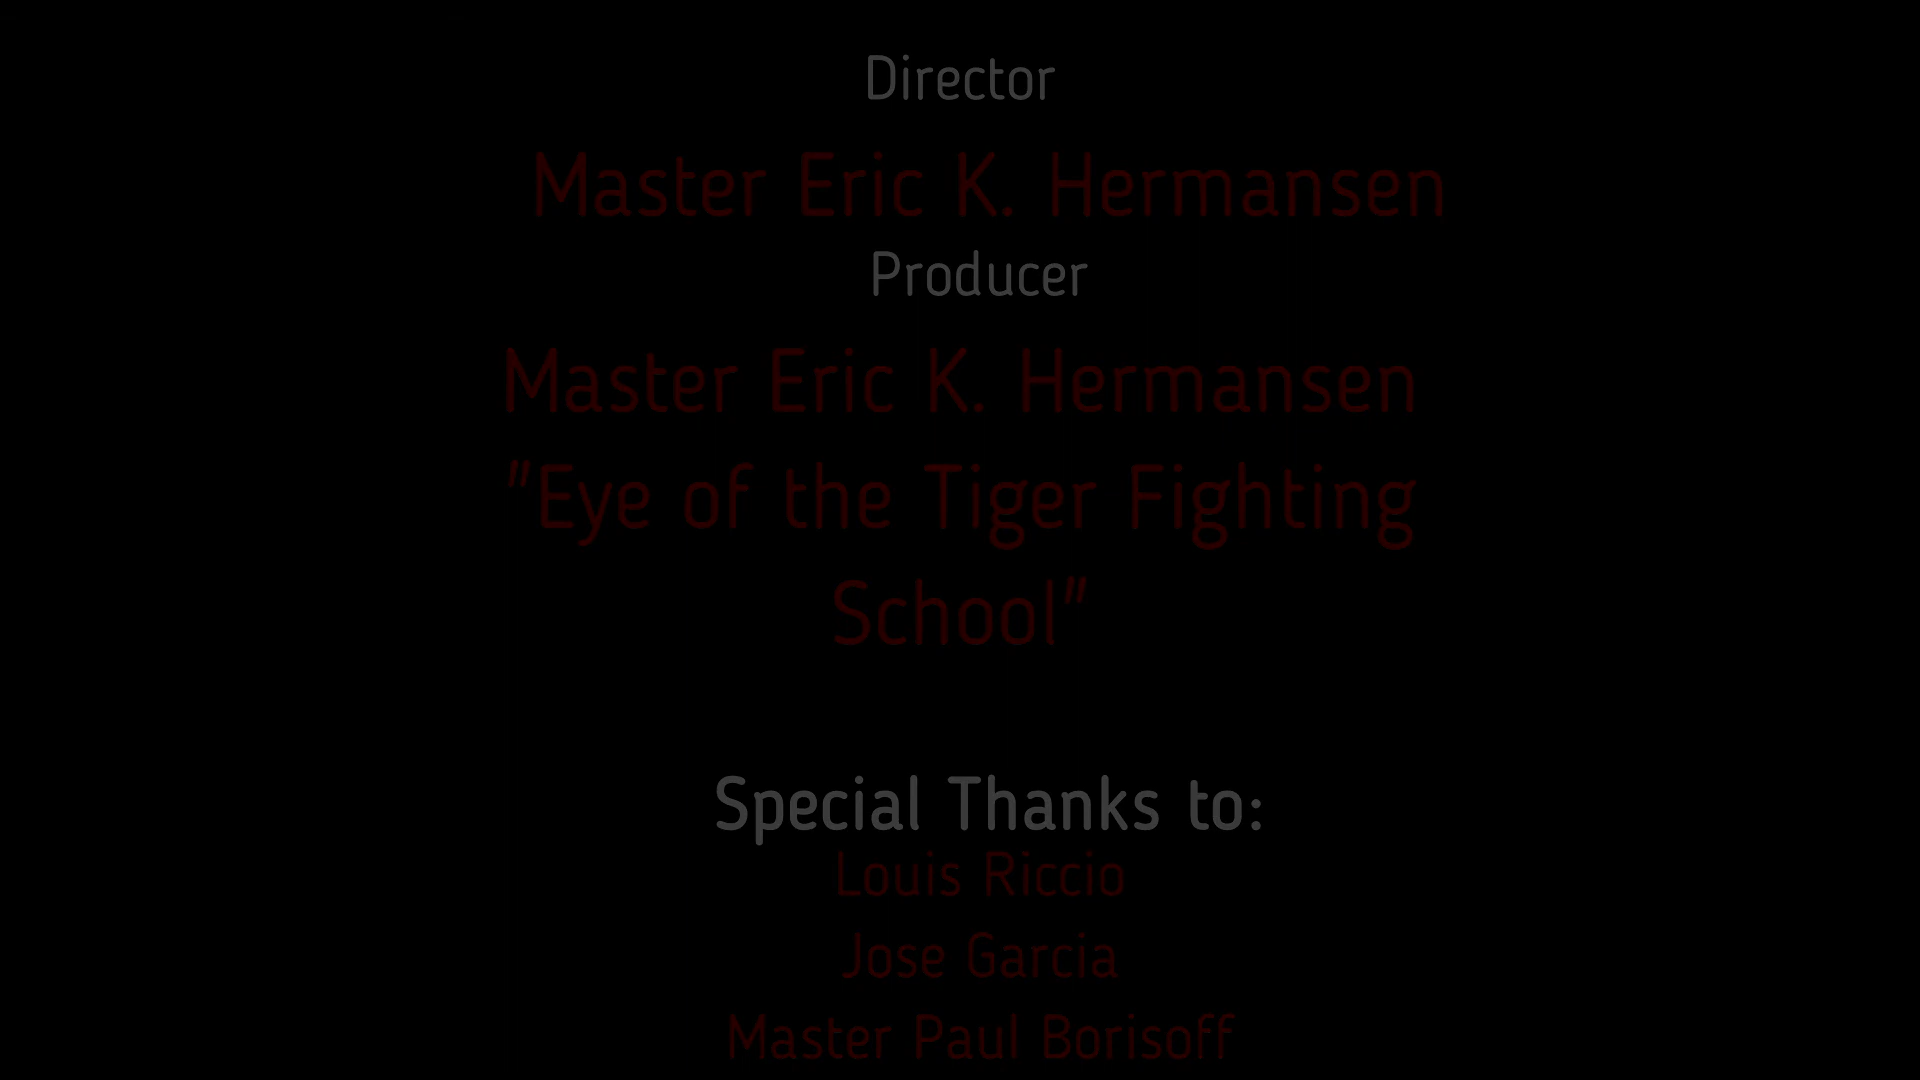 Director
Master Eric K. Hermansen
Producer
Master Eric K. Hermansen
"Eye of the Tiger Fighting
School"
Special Thanks to:
Louis Riccio
Jose Garcia
Master Paul Borisoff